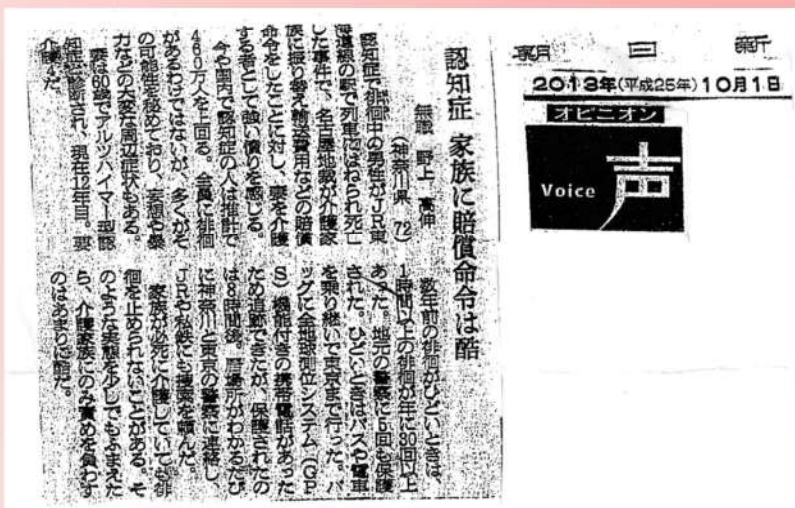 朝日新
2013年(平成25年)10月1日
オピニオン
Voice 声
認知症 家族に賠償命令は酷
無職 野上 高伸
(神奈川県 72)
認知症で徘徊中の男性がJR東
海道線の駅で列車にはねられ死亡
した事件で、名古屋地裁が介護家
族に振り替え輸送費用などの賠償
命令をしたことに対し、妻を介護
する者として強い憤りを感じる。
今や国内で認知症の人は推計で
460万人を上回る。全員に徘徊
があるわけではないが、多くがそ
の可能性を秘めており、妄想や暴
力などの大変な周辺症状もある。
妻は60歳でアルツハイマー型認
知症と診断され、現在12年目。要
介護4だ。
数年前の徘徊がひどいときは、
1時間以上の徘徊が年に30回以上
あった。地元の警察に5回も保護
された。ひどいときはバスや電車
を乗り継いで東京まで行った。バ
ッグに全地球測位システム(GP
S)機能付きの携帯電話があった
ため追跡できたが、保護されたの
は8時間後。居場所がわかるたび
に神奈川と東京の警察に連絡し、
JRや私鉄にも捜索を頼んだ。
家族が必死に介護していても徘
徊を止められないことがある。そ
のような実態を少しでもふまえた
ら、介護家族にのみ責めを負わす
のはあまりに酷だ。